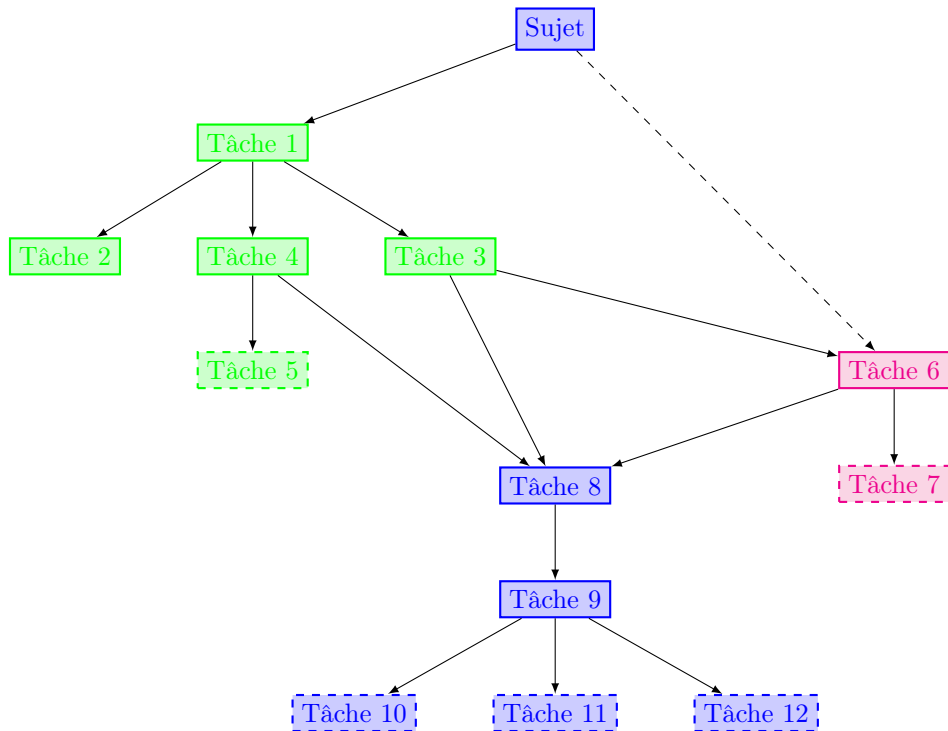 Sujet
Tâche 1
Tâche 2
Tâche 4
Tâche 3
Tâche 5
Tâche 6
Tâche 8
Tâche 7
Tâche 9
Tâche 10
Tâche 11
Tâche 12